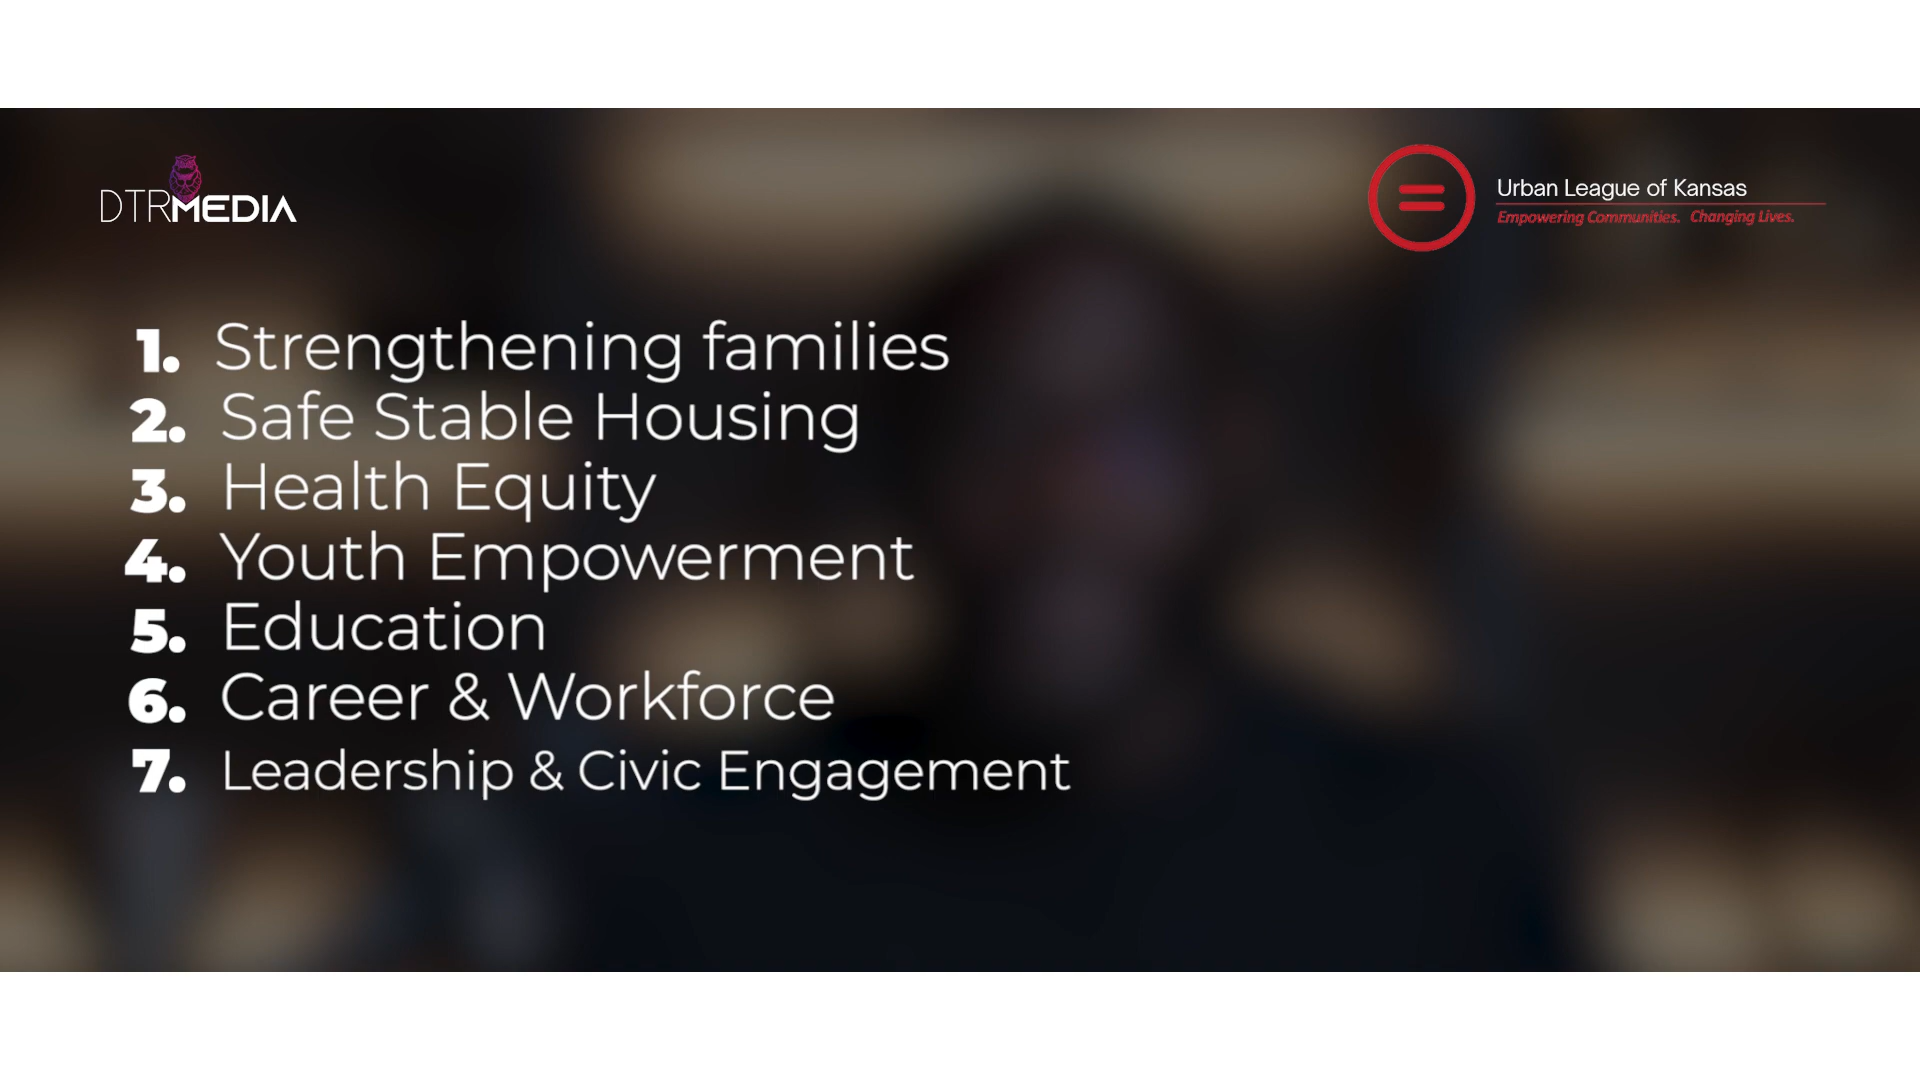 DTRMEDIA
Urban League of Kansas
Empowering Communities. Changing Lives.
1. Strengthening families
2. Safe Stable Housing
3. Health Equity
4. Youth Empowerment
5. Education
6. Career & Workforce
7. Leadership & Civic Engagement